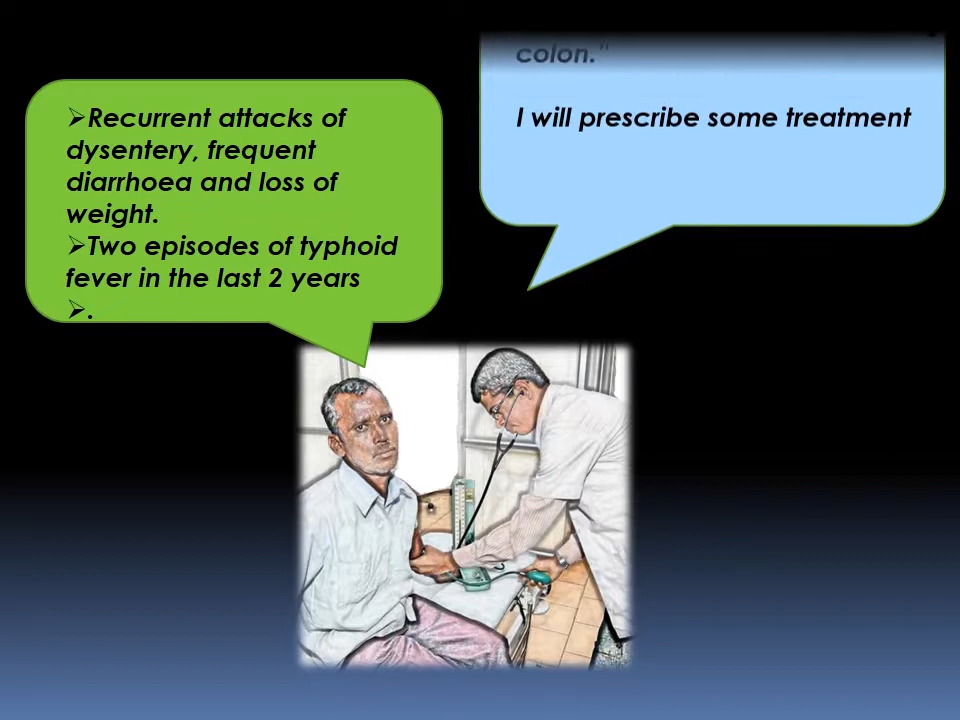 ➢Recurrent attacks of
dysentery, frequent
diarrhoea and loss of
weight.
➢Two episodes of typhoid
fever in the last 2 years
➢.
colon."
I will prescribe some treatment